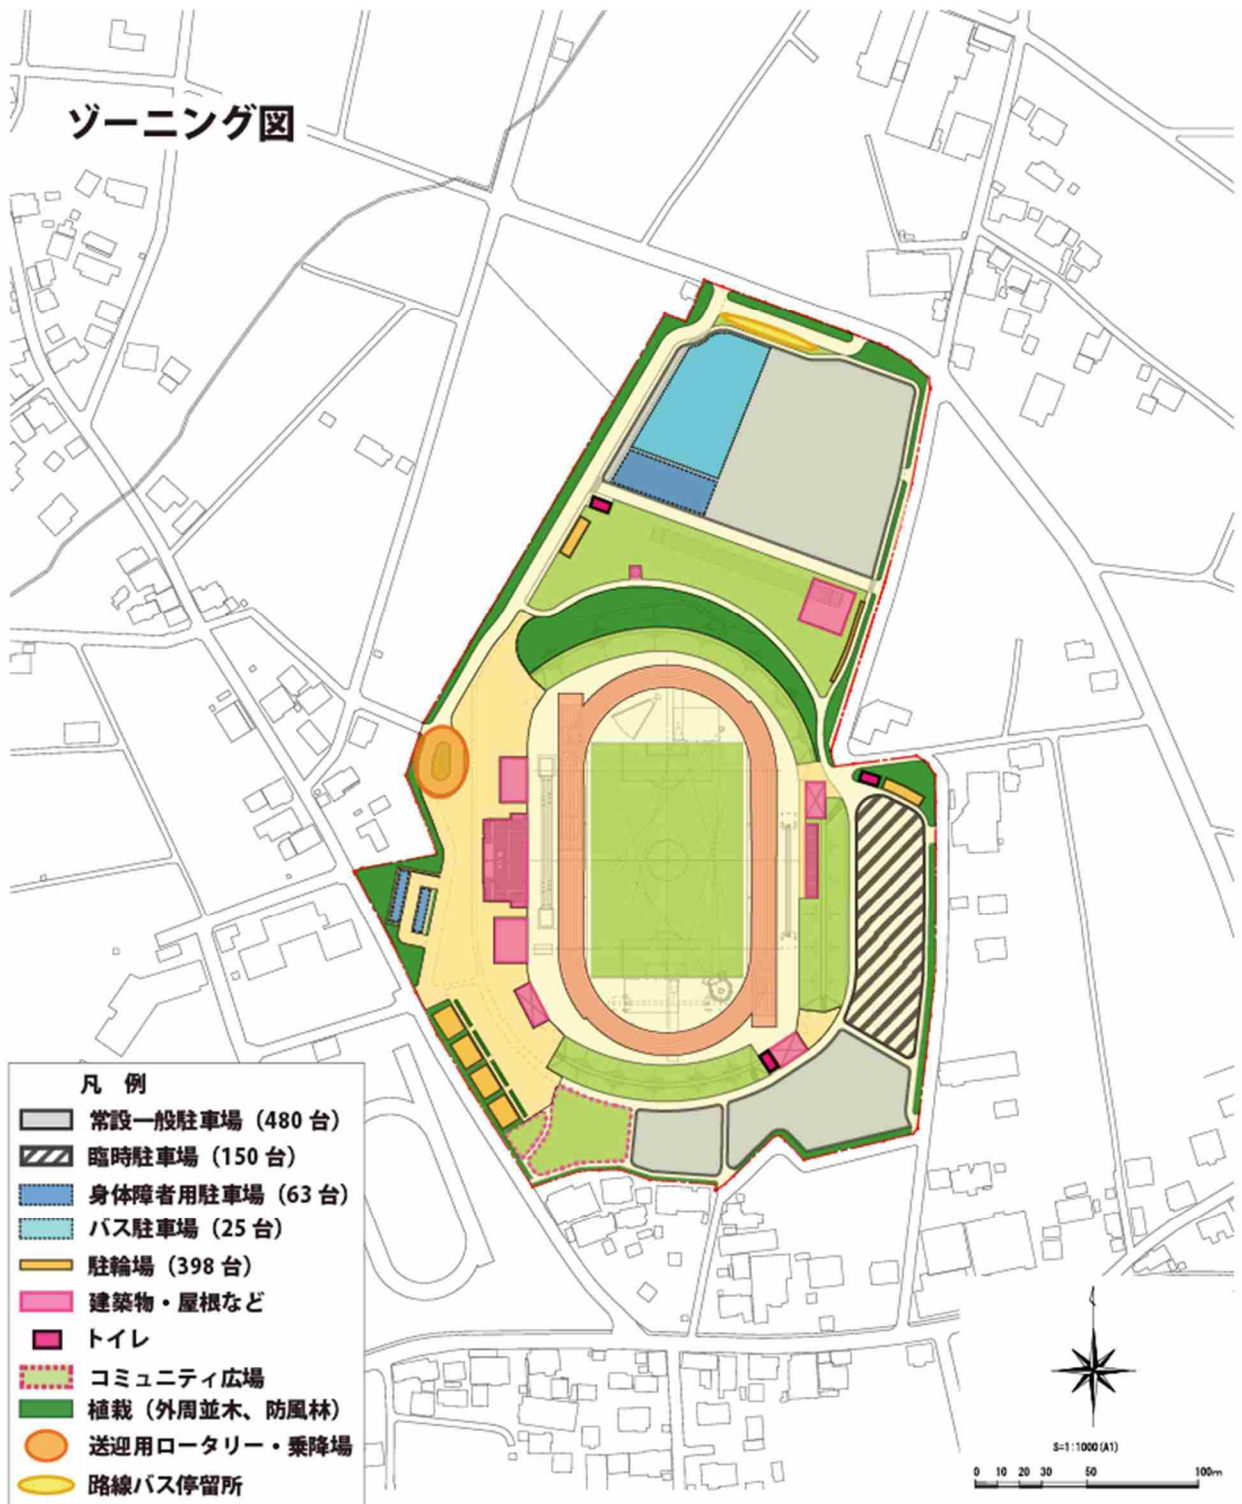 ゾーニング図
凡 例
常設一般駐車場（480 台）
臨時駐車場（150 台）
身体障者用駐車場（63 台）
バス駐車場（25 台）
駐輪場（398 台）
建築物・屋根など
トイレ
コミュニティ広場
植栽（外周並木、防風林）
送迎用ロータリー・乗降場
路線バス停留所
S=1:1000(A1)
0 10 20 30 50 100m